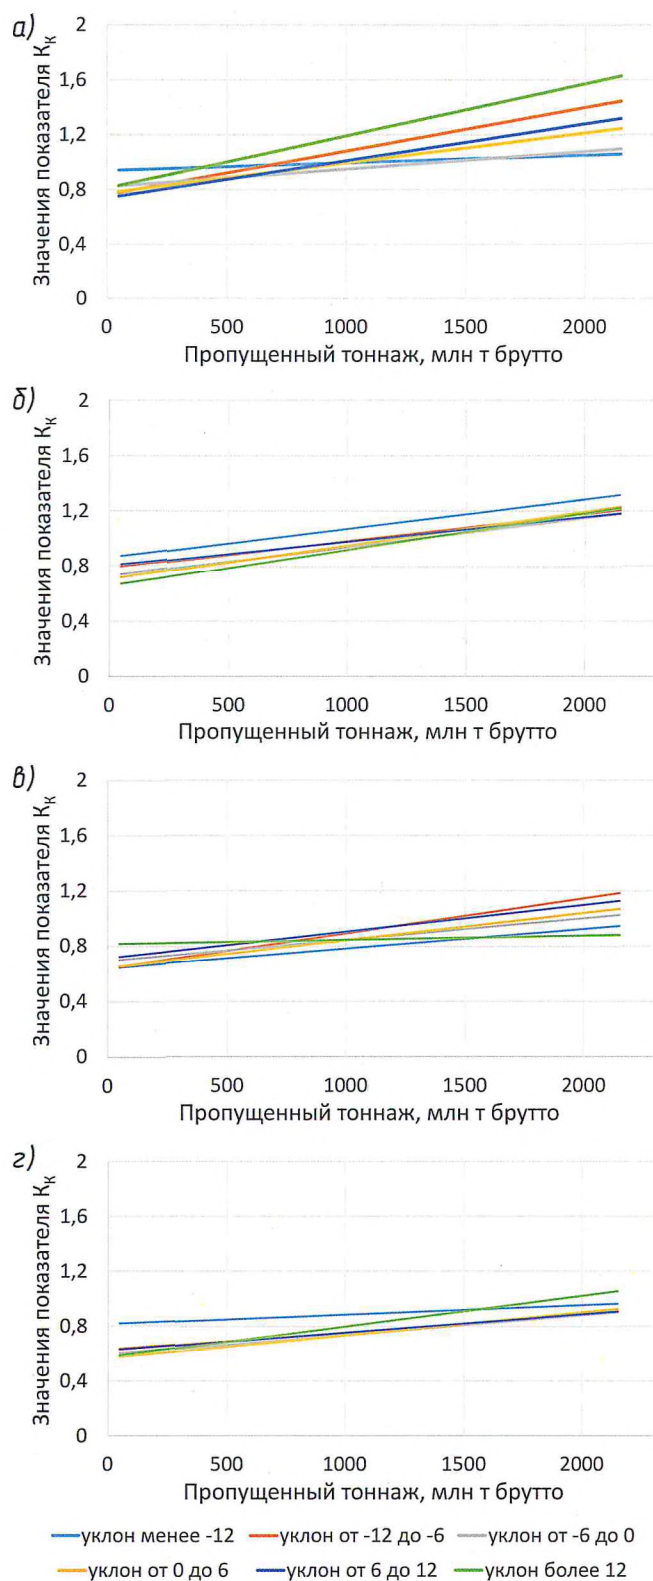 а)
Значения показателя Kк
2
1,6
1,2
0,8
0,4
0
0 500 1000 1500 2000
Пропущенный тоннаж, млн т брутто
б)
Значения показателя Kк
2
1,6
1,2
0,8
0,4
0
0 500 1000 1500 2000
Пропущенный тоннаж, млн т брутто
в)
Значения показателя Kк
2
1,6
1,2
0,8
0,4
0
0 500 1000 1500 2000
Пропущенный тоннаж, млн т брутто
г)
Значения показателя Kк
2
1,6
1,2
0,8
0,4
0
0 500 1000 1500 2000
Пропущенный тоннаж, млн т брутто
уклон менее -12 уклон от -12 до -6 уклон от -6 до 0
уклон от 0 до 6 уклон от 6 до 12 уклон более 12